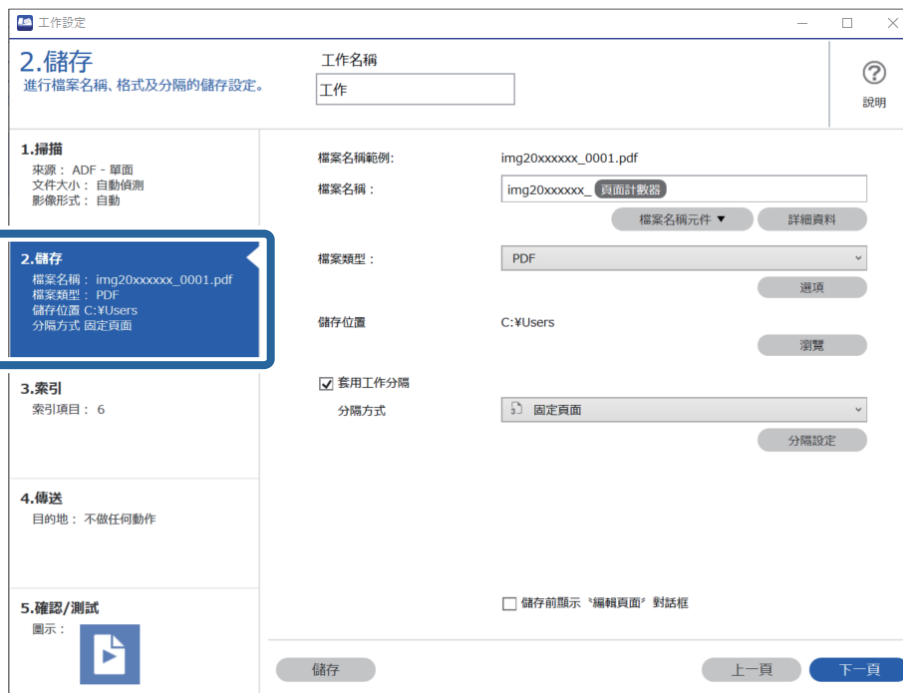 工作設定
2.儲存
進行檔案名稱、格式及分隔的儲存設定。
工作名稱
工作
說明
1.掃描
來源： ADF - 單面
文件大小： 自動偵測
影像形式： 自動
2.儲存
檔案名稱： img20xxxxxx_0001.pdf
檔案類型： PDF
儲存位置 C:¥Users
分隔方式 固定頁面
3.索引
索引項目： 6
4.傳送
目的地： 不做任何動作
5.確認/測試
圖示：
檔案名稱範例: img20xxxxxx_0001.pdf
檔案名稱： img20xxxxxx_ 頁面計數器
檔案名稱元件 ▼ 詳細資料
檔案類型： PDF
選項
儲存位置 C:¥Users
瀏覽
套用工作分隔
分隔方式 3 固定頁面
分隔設定
儲存前顯示〝編輯頁面〞對話框
儲存 上一頁 下一頁